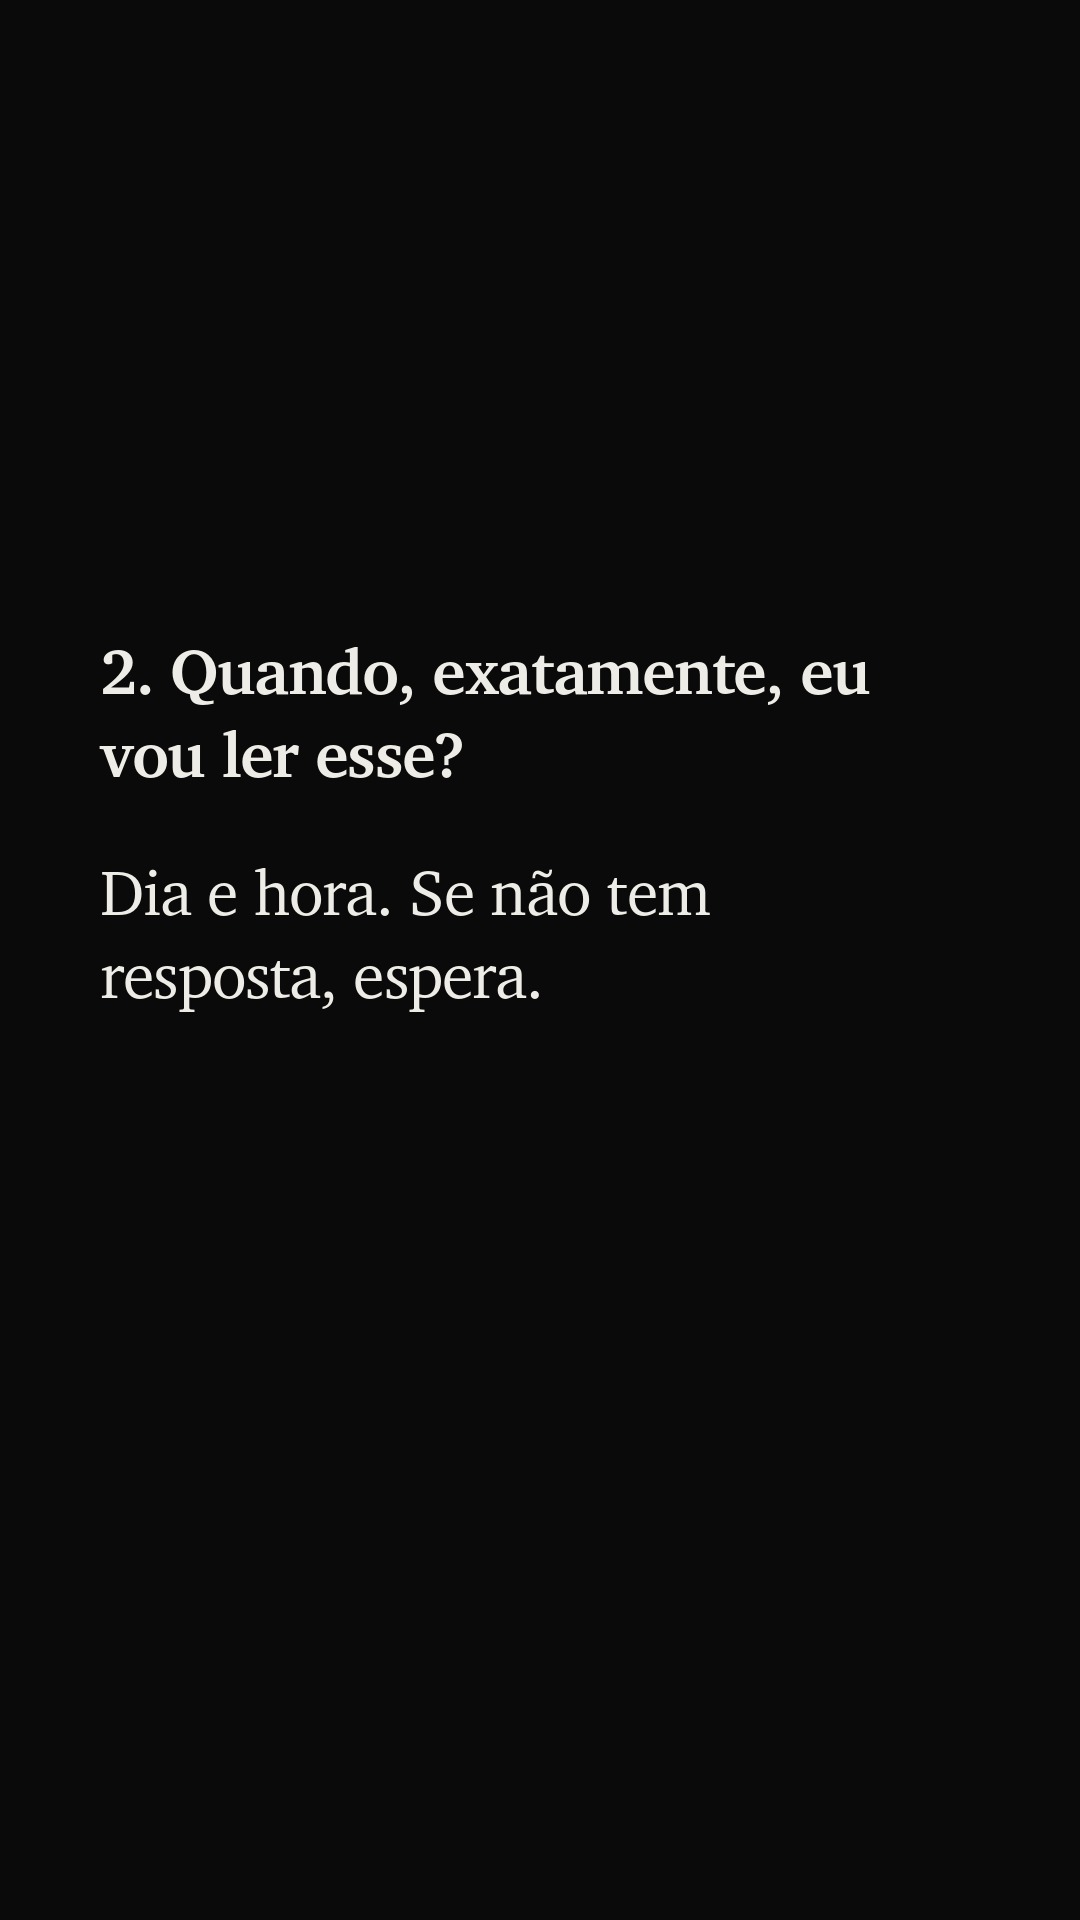 2. Quando, exatamente, eu
vou ler esse?
Dia e hora. Se não tem
resposta, espera.